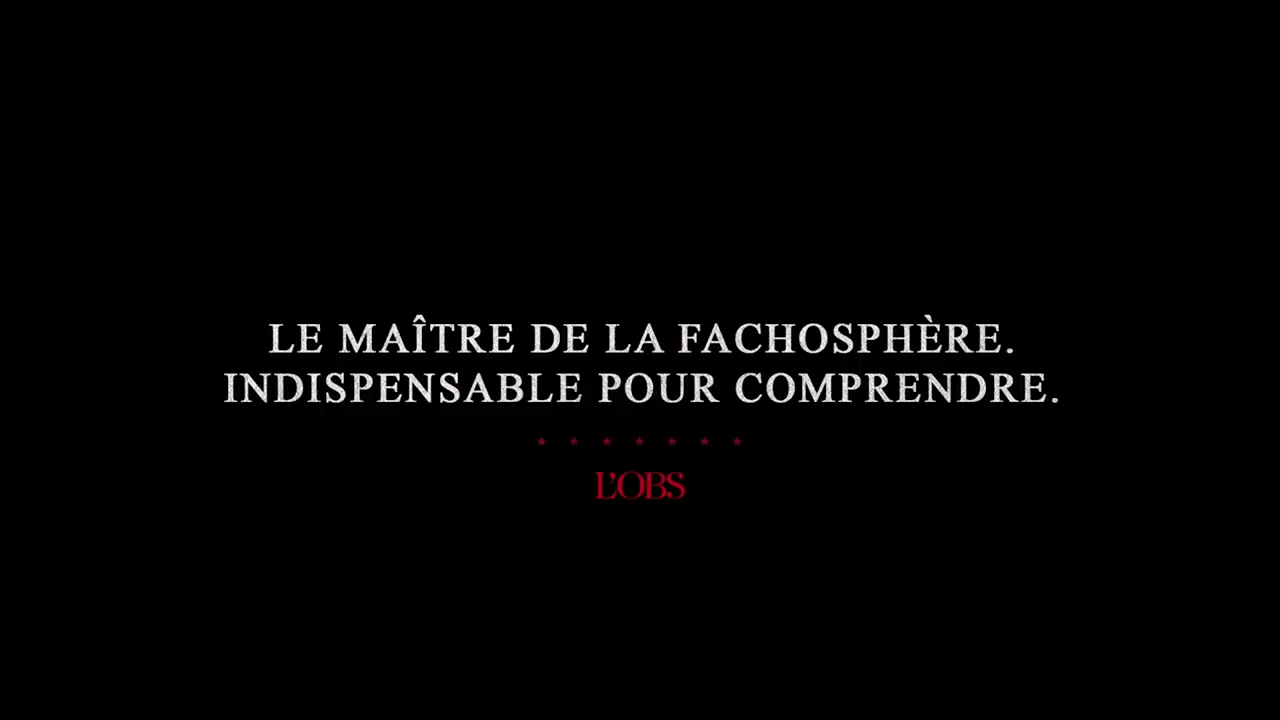 LE MAÎTRE DE LA FACHOSPHÈRE.
INDISPENSABLE POUR COMPRENDRE.
L'OBS